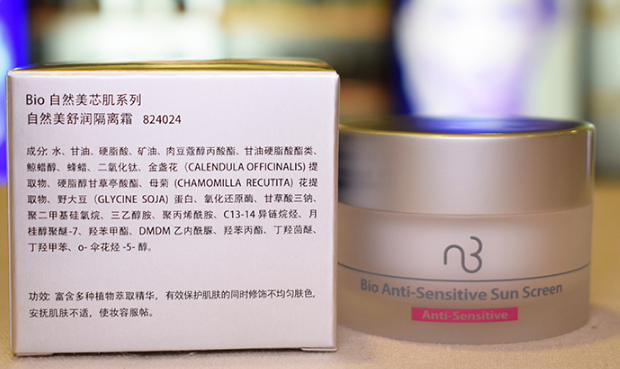 Bio 自然美芯肌系列
自然美舒润隔离霜 824024
成分: 水、甘油、硬脂酸、矿油、肉豆蔻醇丙酸酯、甘油硬脂酸酯类、
鲸蜡醇、蜂蜡、二氧化钛、金盏花 (CALENDULA OFFICINALIS) 提
取物、硬脂醇甘草亭酸酯、母菊 (CHAMOMILLA RECUTITA) 花提
取物、野大豆 (GLYCINE SOJA) 蛋白、氧化还原酶、甘草酸三钠、
聚二甲基硅氧烷、三乙醇胺、聚丙烯酰胺、C13-14 异链烷烃、月
桂醇聚醚-7、羟苯甲酯、DMDM 乙内酰脲、羟苯丙酯、丁羟茴醚、
丁羟甲苯、o- 伞花烃 -5- 醇。
功效: 富含多种植物萃取精华，有效保护肌肤的同时修饰不均匀肤色，
安抚肌肤不适，使妆容服帖。
Bio Anti-Sensitive Sun Screen
Anti-Sensitive